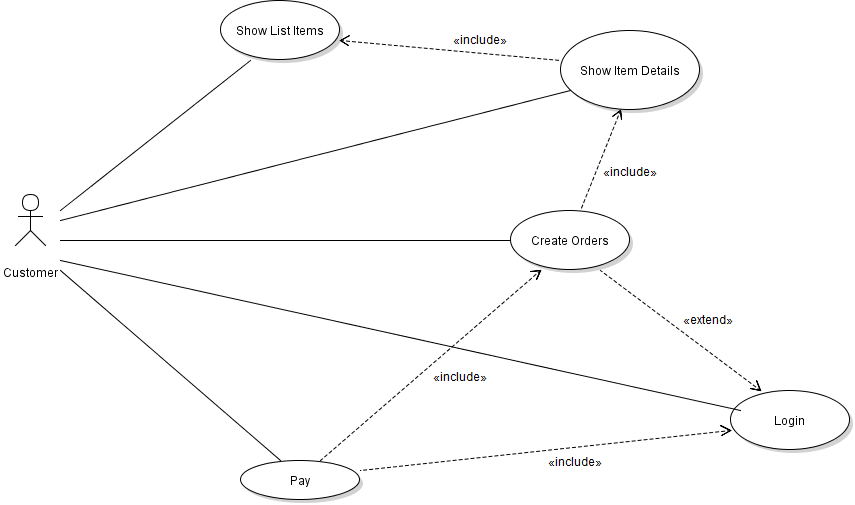 Show List Items
«include»
Show Item Details
«include»
Create Orders
Customer
«extend»
«include»
Login
«include»
Pay